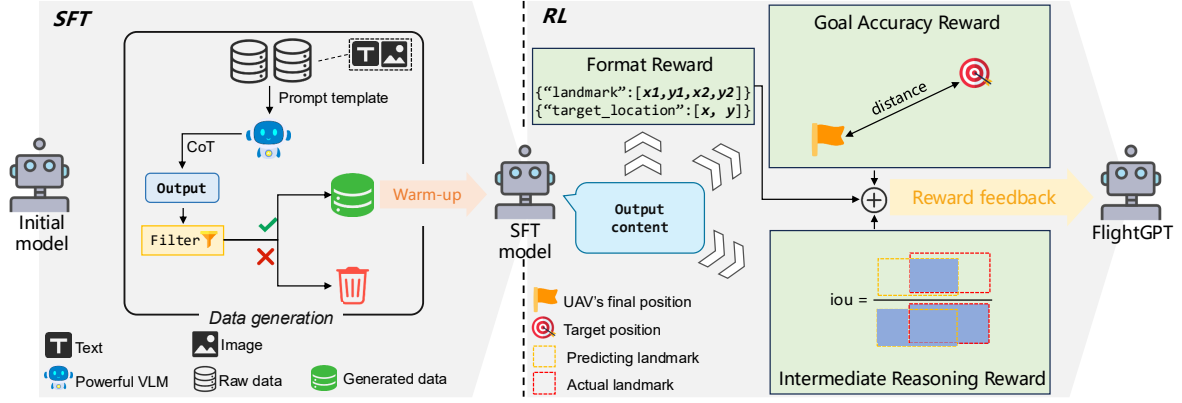 SFT
Prompt template
CoT
Output
Filter
Data generation
Initial
model
Warm-up
Text
Image
Powerful VLM
Raw data
Generated data
RL
Format Reward
{“landmark”:[x1,y1,x2,y2]}
{“target_location”:[x, y]}
Goal Accuracy Reward
distance
SFT
model
Output
content
Reward feedback
FlightGPT
iou =
Intermediate Reasoning Reward
UAV's final position
Target position
Predicting landmark
Actual landmark